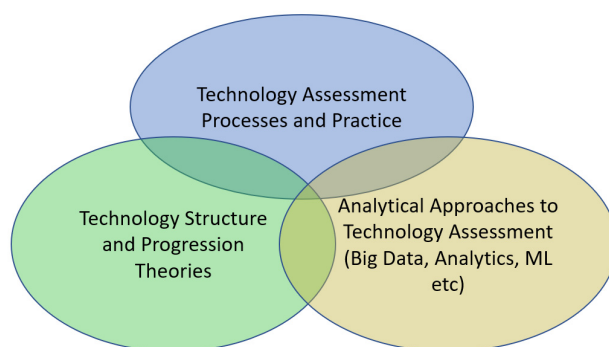 Technology Assessment
Processes and Practice
Technology Structure
and Progression
Theories
Analytical Approaches to
Technology Assessment
(Big Data, Analytics, ML
etc)